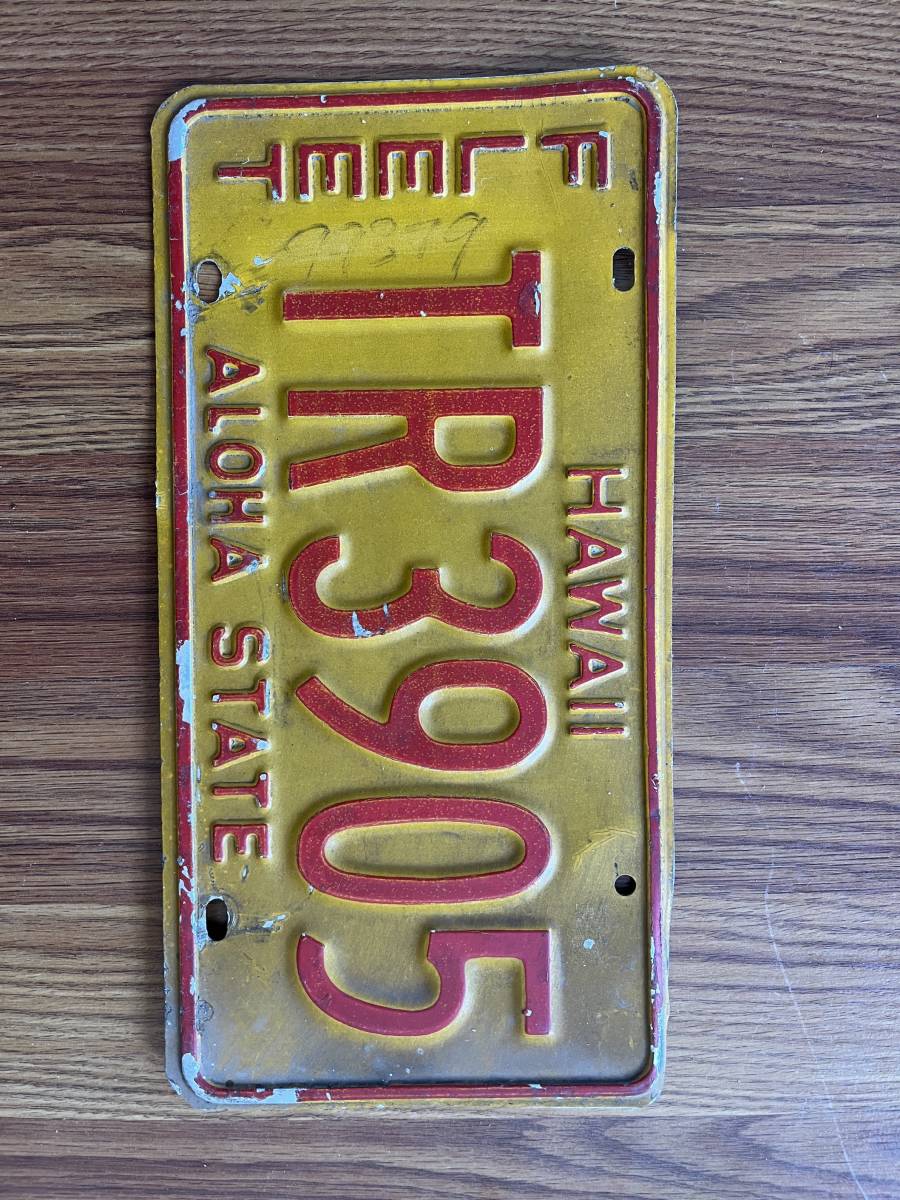 FLEET
HAWAII
TR3905
ALOHA STATE